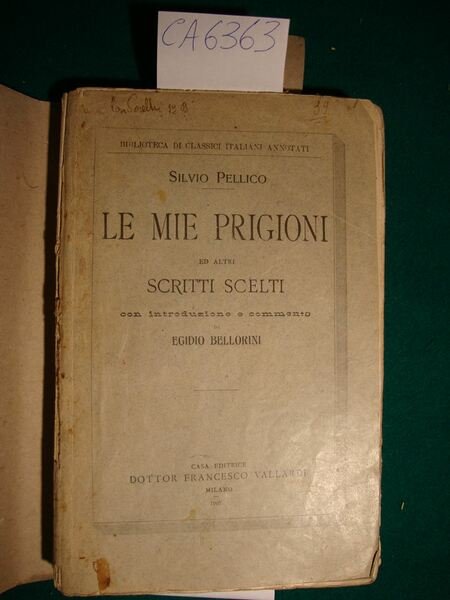 CA6363
BIBLIOTECA DI CLASSICI ITALIANI ANNOTATI
SILVIO PELLICO
LE MIE PRIGIONI
ED ALTRI
SCRITTI SCELTI
con introduzione e commento
DI
EGIDIO BELLORINI
CASA EDITRICE
DOTTOR FRANCESCO VALLARDI
MILANO